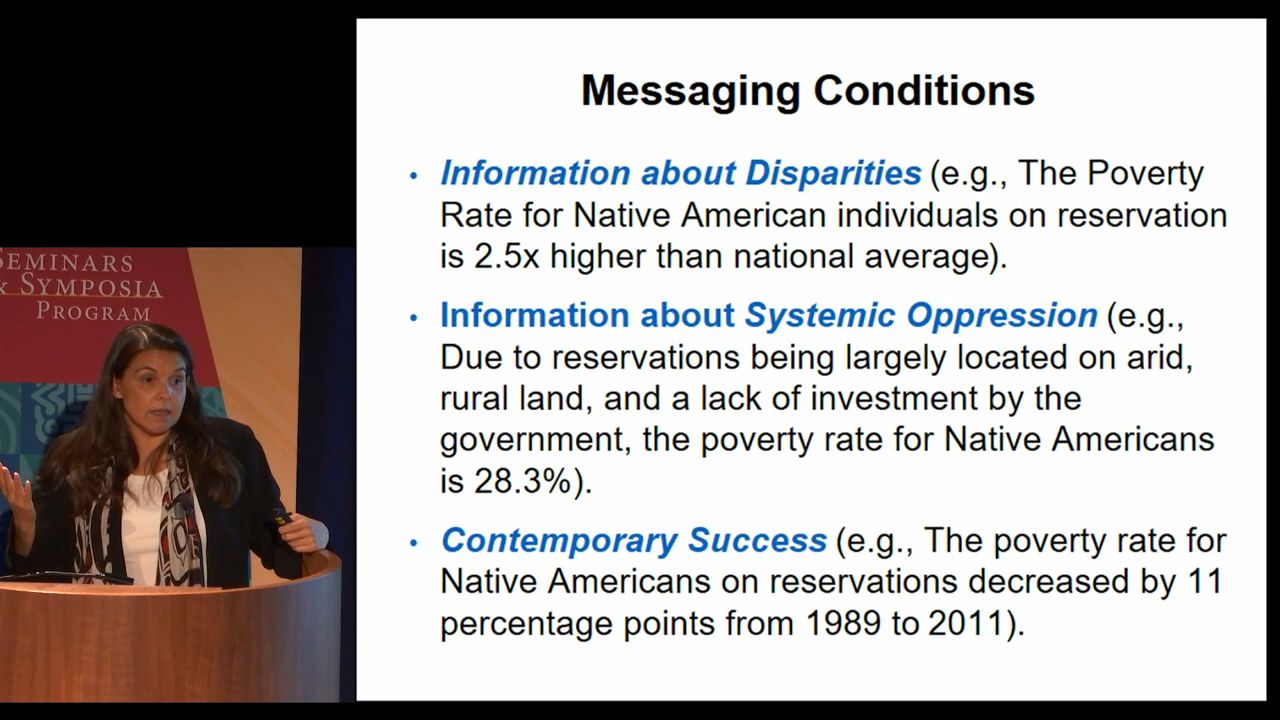 SEMINARS
& SYMPOSIA
PROGRAM
Messaging Conditions
• Information about Disparities (e.g., The Poverty
Rate for Native American individuals on reservation
is 2.5x higher than national average).
• Information about Systemic Oppression (e.g.,
Due to reservations being largely located on arid,
rural land, and a lack of investment by the
government, the poverty rate for Native Americans
is 28.3%).
• Contemporary Success (e.g., The poverty rate for
Native Americans on reservations decreased by 11
percentage points from 1989 to 2011).